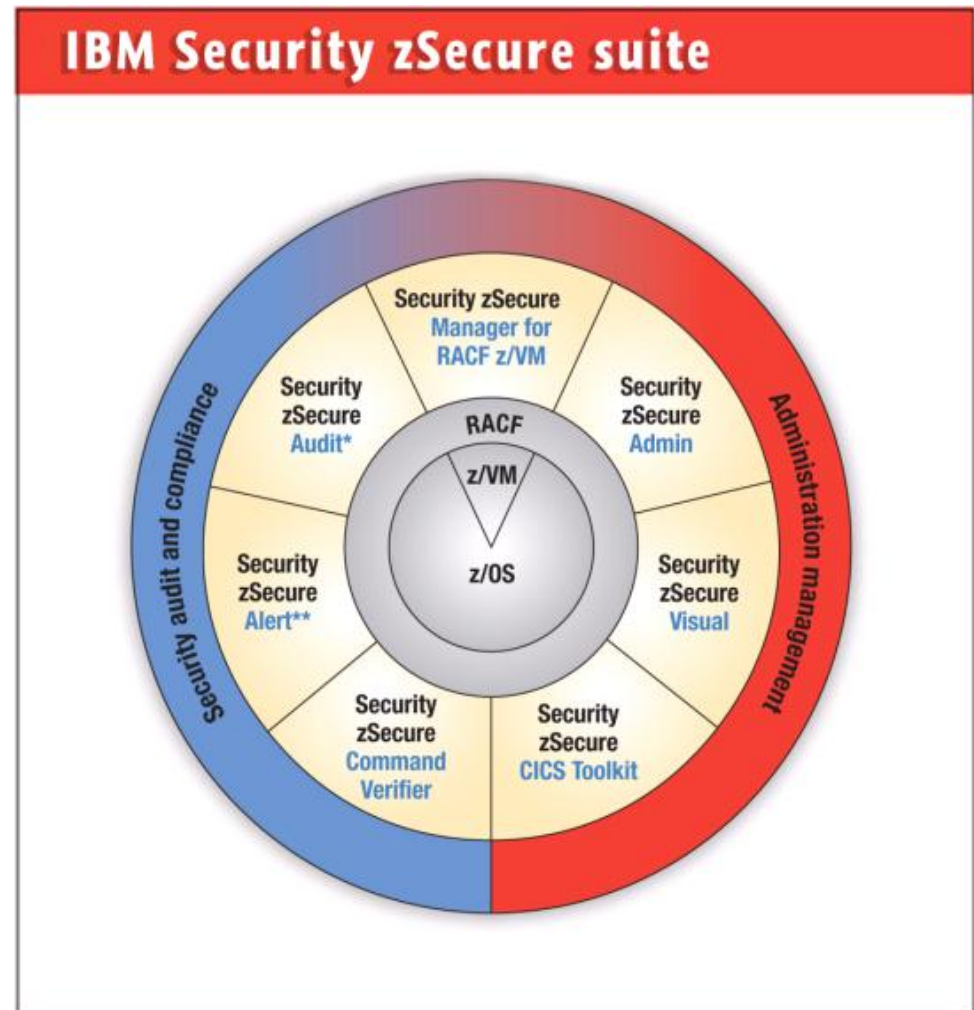 IBM Security zSecure suite
Security zSecure
Manager for
RACF z/VM
Security
zSecure
Audit*
Security
zSecure
Admin
RACF
z/VM
z/OS
Security
zSecure
Alert**
Security
zSecure
Visual
Security
zSecure
Command
Verifier
Security
zSecure
CICS Toolkit
Security audit and compliance
Administration management